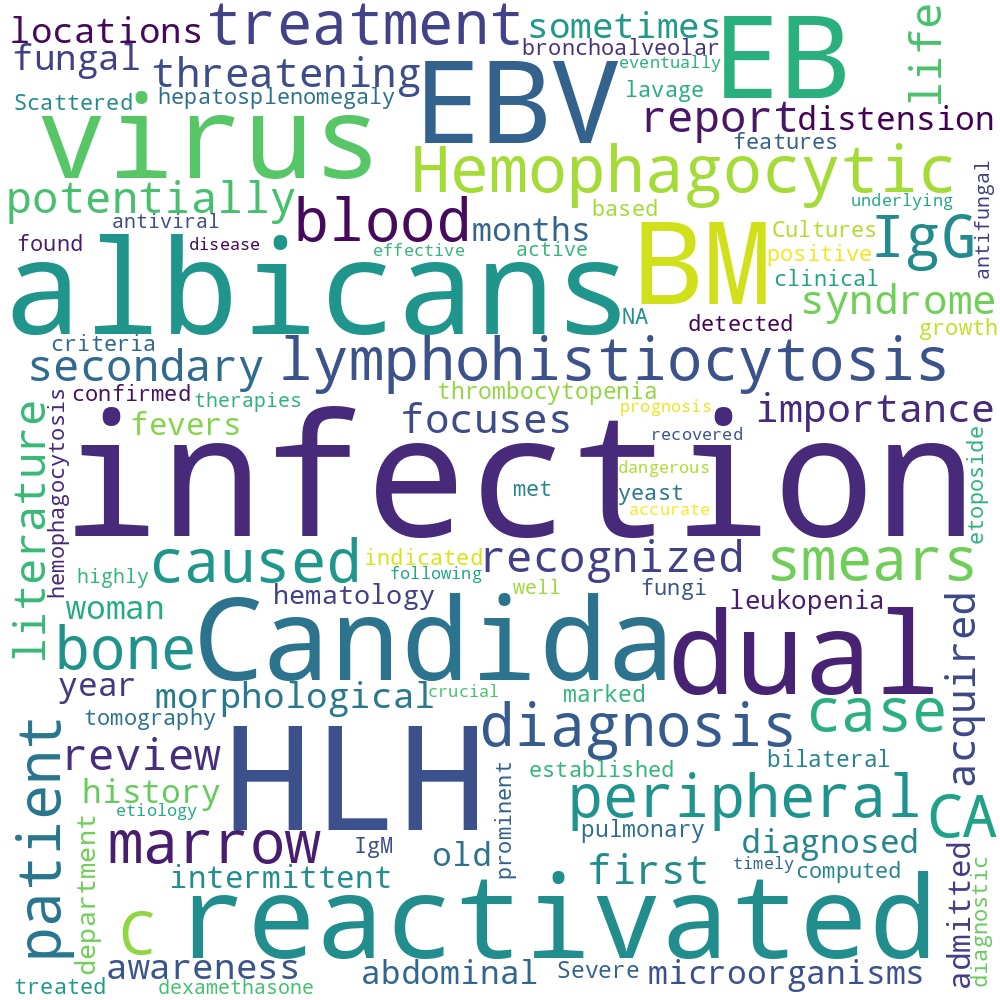 locations treatment sometimes EB life
fungal threatening EBV bronchoalveolar
eventually
Scattered hepatosplenomegaly lavage
virus report distension
features
potentially Hemophagocytic
antiviral blood months based underlying
found disease effective active BM Cultures IgG antifungal
positive
albicans clinical
NA detected syndrome
criteria growth
secondary lymphohistiocytosis
confirmed therapies thrombocytopenia
fevers focuses prognosis importance
recovered
literature hemophagocytosis infection dangerous etoposide
met yeast
accurate
caused indicated recognized smears
highly following
woman hematology well fungi leukopenia
bone Candida dual acquired
year morphological crucial marked
tomography diagnosis case
patient review HLH bilateral
established
history prominent peripheral
etiology pulmonary CA
marrow IgM old diagnosed
department intermittent first timely computed admitted diagnostic
C reactivated
awareness abdominal Severe microorganisms
treated dexamethasone